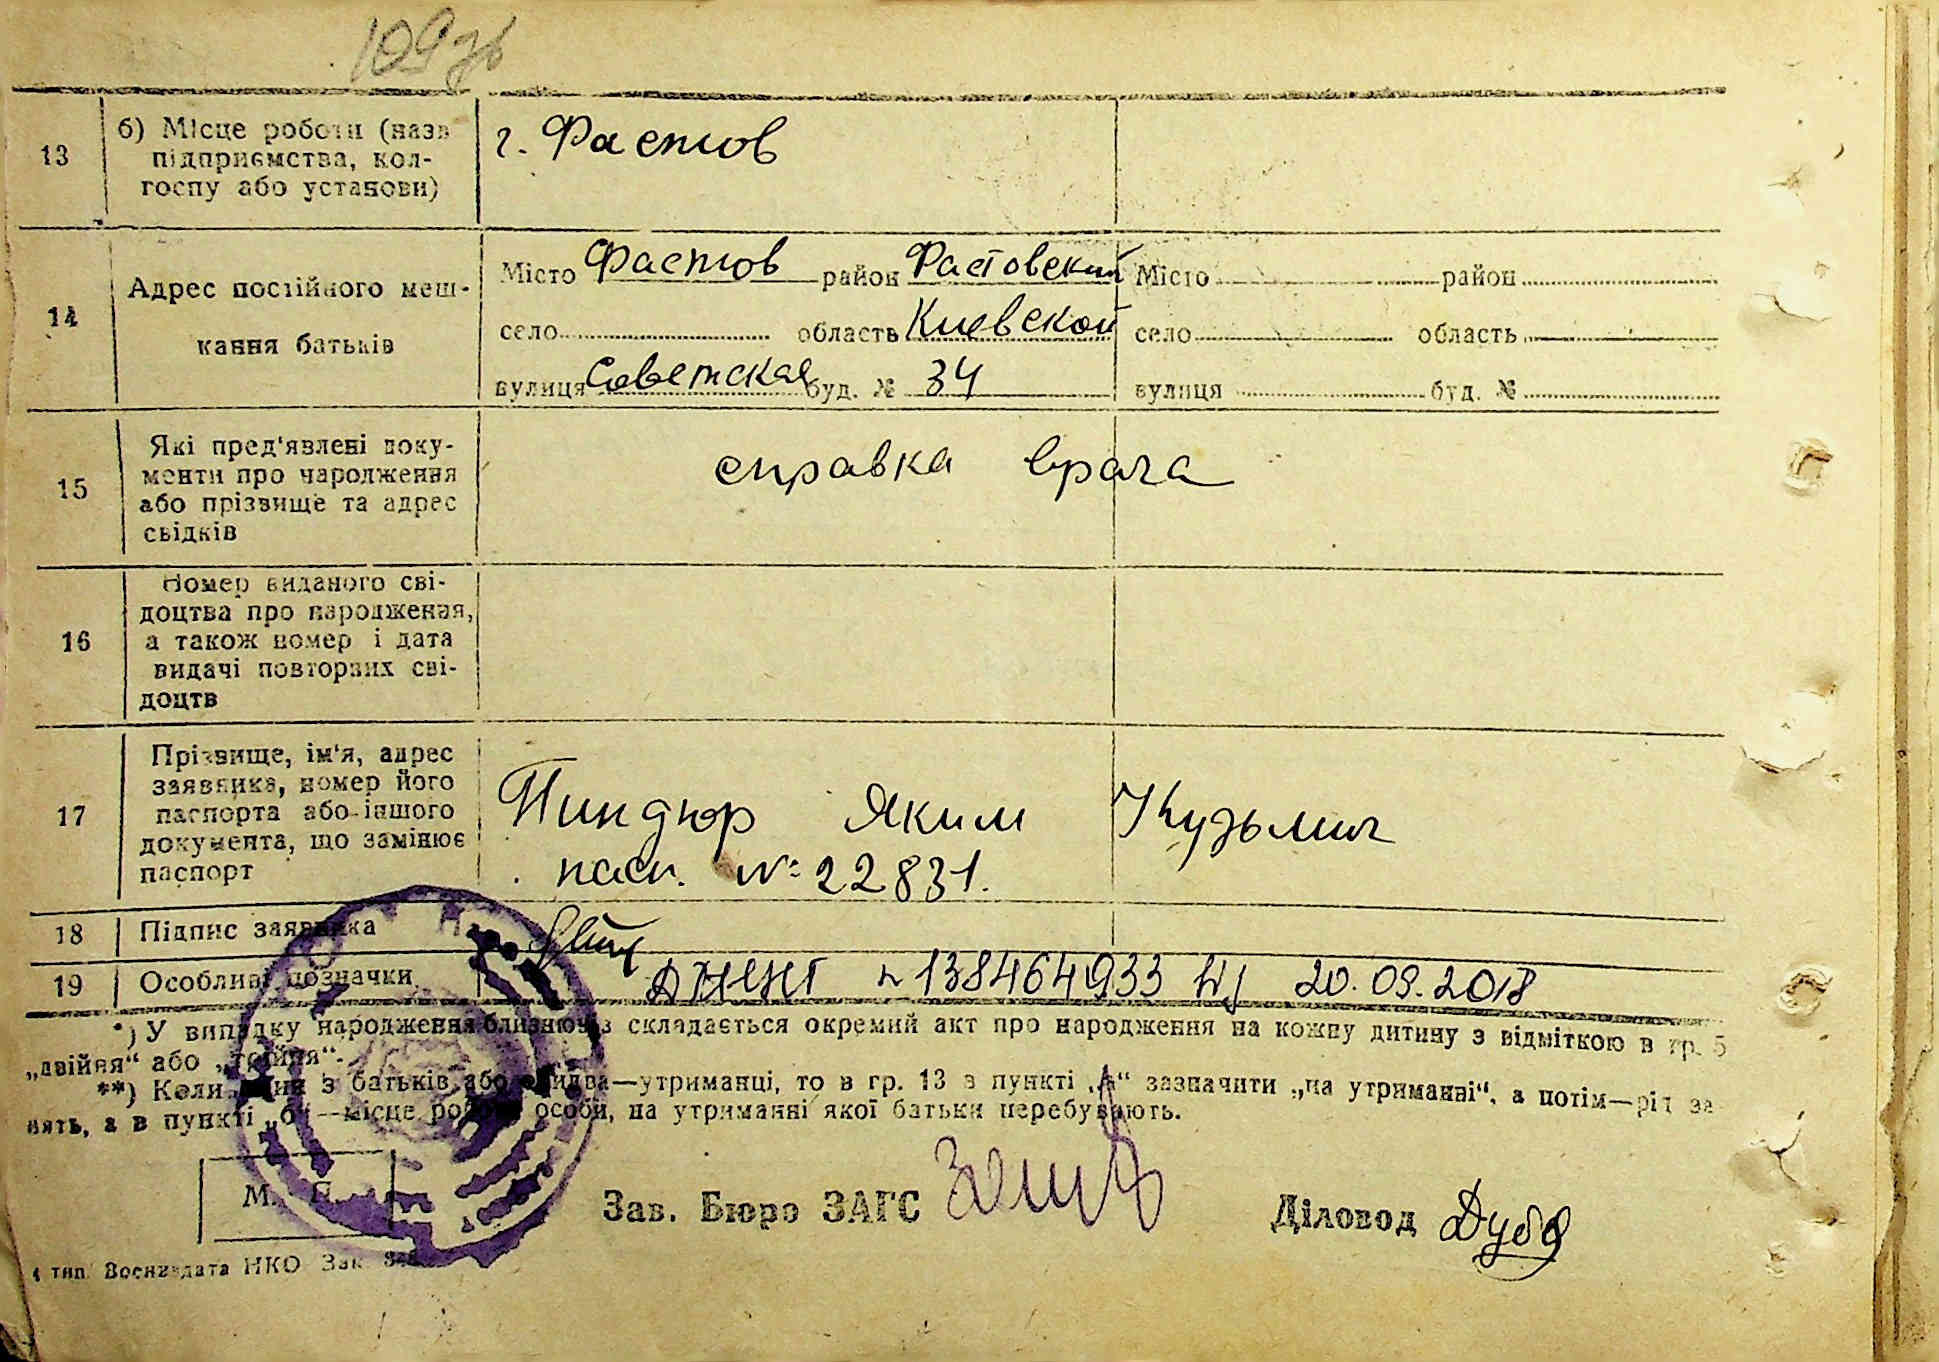 109 зв
13
б) Місце роботи (назв
підприємства, кол-
госпу або установи)
г. Фастов
14
Адрес постійного меш-
кання батьків
Місто Фастов район Фастовский
село область Киевской
вулиця Советская буд. № 34
Місто район
село область
вулиця буд. №
15
Які пред'явлені доку-
менти про народження
або прізвище та адрес
свідків
справка врача
16
Номер виданого сві-
доцтва про народження,
а також номер і дата
видачі повторних сві-
доцтв
17
Прізвище, ім'я, адрес
заявника, номер його
паспорта або іншого
документа, що замінює
паспорт
Пиндюр Яким Кузьмич
пасп. № 22831.
18
Підпис заявника
19
Особливі позначки
138464933 20.09.2018
*) У випадку народження близнюків складається окремий акт про народження на кожну дитину з відміткою в гр. 5
„двійня“ або „трійня“.
**) Коли один з батьків або обидва—утриманці, то в гр. 13 в пункті „а“ зазначити „на утриманні“, а потім—рід за
нять, а в пункті „б“—місце роботи особи, на утриманні якої батьки перебувають.
М. П.
Зав. Бюро ЗАГС
Діловод Дуба
4 тип. Воениздата НКО Зак